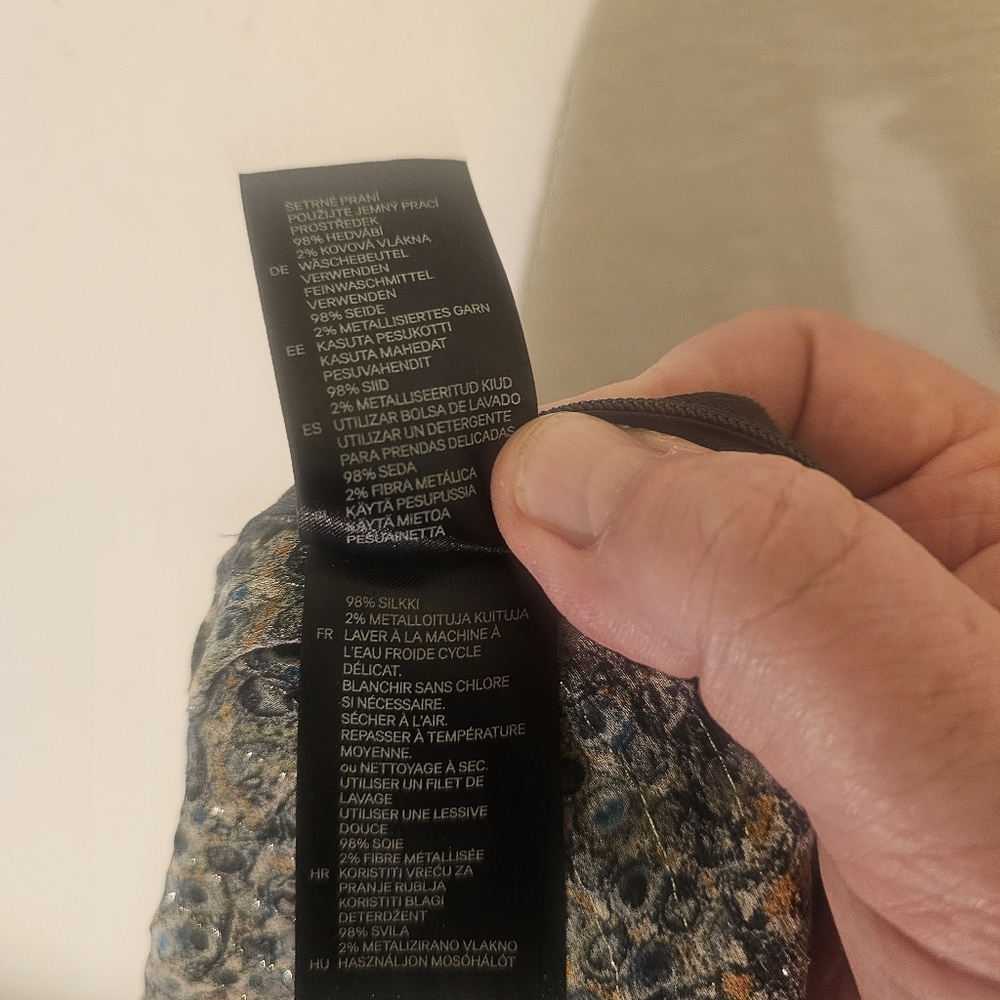 ŠETRNÉ PRANÍ
POUŽIJTE JEMNÝ PRACÍ
PROSTŘEDEK
98% HEDVÁBÍ
2% KOVOVÁ VLÁKNA
DE WÄSCHEBEUTEL
VERWENDEN
FEINWASCHMITTEL
VERWENDEN
98% SEIDE
2% METALLISIERTES GARN
EE KASUTA PESUKOTTI
KASUTA MAHEDAT
PESUVAHENDIT
98% SIID
2% METALLISEERITUD KIUD
ES UTILIZAR BOLSA DE LAVADO
UTILIZAR UN DETERGENTE
PARA PRENDAS DELICADAS
98% SEDA
2% FIBRA METÁLICA
KÄYTÄ PESUPUSSIA
KÄYTÄ MIETOA
PESUAINETTA
98% SILKKI
2% METALLOITUJA KUITUJA
FR LAVER À LA MACHINE À
L'EAU FROIDE CYCLE
DÉLICAT.
BLANCHIR SANS CHLORE
SI NÉCESSAIRE.
SÉCHER À L'AIR.
REPASSER À TEMPÉRATURE
MOYENNE.
ou NETTOYAGE À SEC.
UTILISER UN FILET DE
LAVAGE
UTILISER UNE LESSIVE
DOUCE
98% SOIE
2% FIBRE MÉTALLISÉE
HR KORISTITI VREĆU ZA
PRANJE RUBLJA
KORISTITI BLAGI
DETERDŽENT
98% SVILA
2% METALIZIRANO VLAKNO
HU HASZNÁLJON MOSÓHÁLÓT